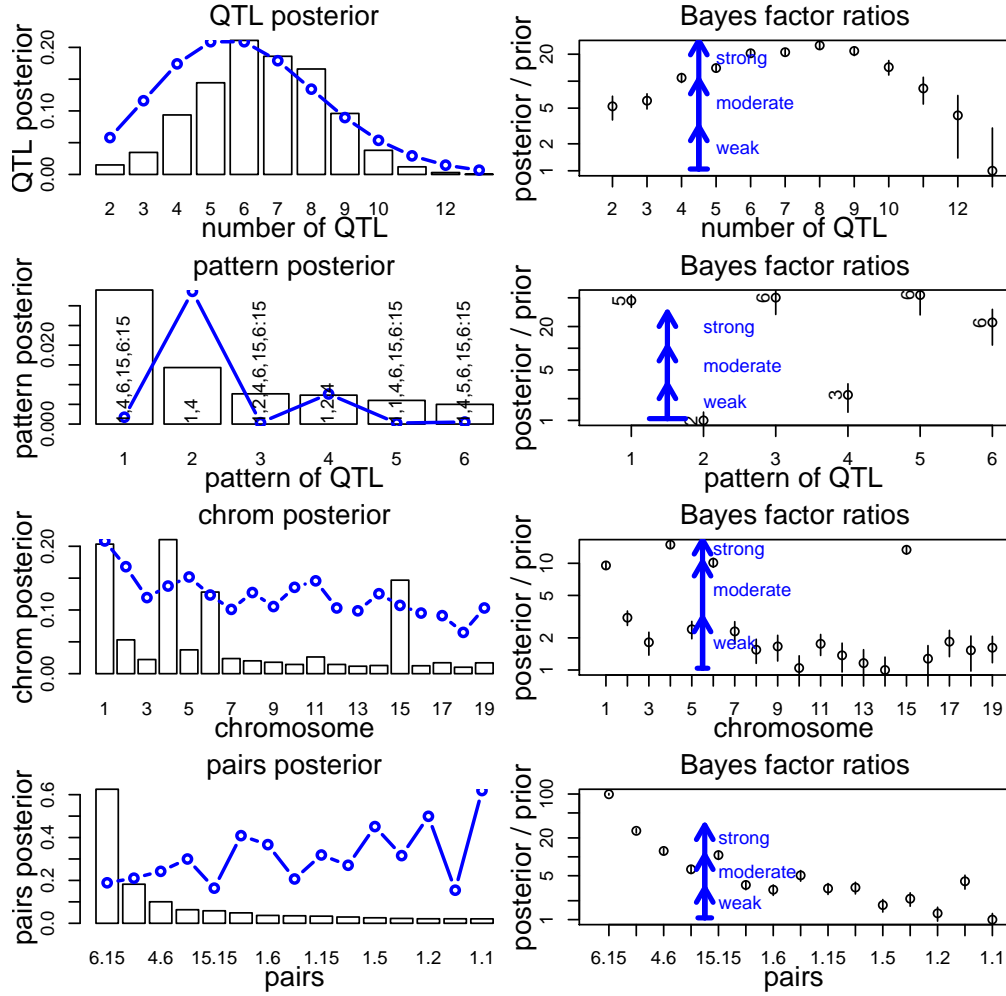 QTL posterior
QTL posterior
0.00 0.10 0.20
2 3 4 5 6 7 8 9 10 12
number of QTL
Bayes factor ratios
posterior / prior
1 2 5 20
strong
moderate
weak
2 3 4 5 6 7 8 9 10 12
number of QTL
pattern posterior
pattern posterior
0.000 0.020
1,4,6,15,6:15
1,4
1,2,4,6,15,6:15
1,2,4
1,1,4,6,15,6:15
1,4,5,6,15,6:15
1 2 3 4 5 6
pattern of QTL
Bayes factor ratios
posterior / prior
1 5 20
5
2
6
3
6
6
strong
moderate
weak
1 2 3 4 5 6
pattern of QTL
chrom posterior
chrom posterior
0.00 0.10 0.20
1 3 5 7 9 11 13 15 17 19
chromosome
Bayes factor ratios
posterior / prior
1 2 5 10
strong
moderate
weak
1 3 5 7 9 11 13 15 17 19
chromosome
pairs posterior
pairs posterior
0.0 0.2 0.4 0.6
6.15 4.6 15.15 1.6 1.15 1.5 1.2 1.1
pairs
Bayes factor ratios
posterior / prior
1 5 20 100
strong
moderate
weak
6.15 4.6 15.15 1.6 1.15 1.5 1.2 1.1
pairs